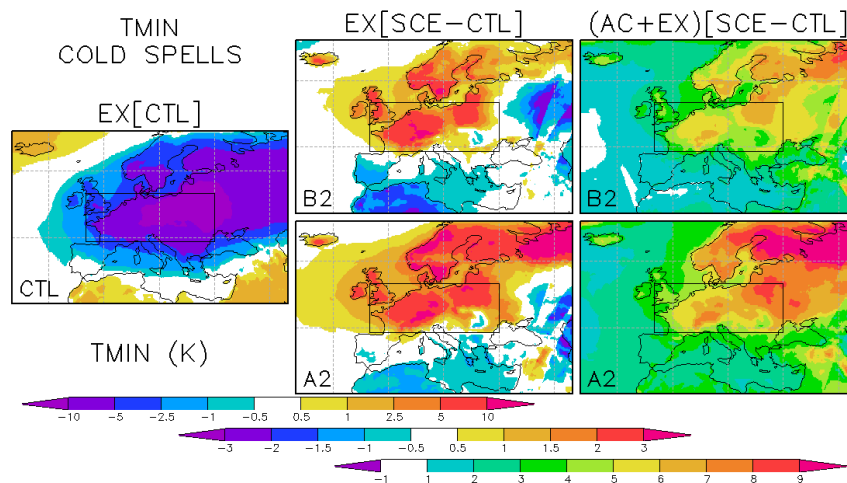 TMIN
COLD SPELLS
EX[SCE-CTL]
(AC+EX)[SCE-CTL]
EX[CTL]
B2
B2
CTL
TMIN (K)
A2
A2
-10 -5 -2.5 -1 -0.5 0.5 1 2.5 5 10
-3 -2 -1.5 -1 -0.5 0.5 1 1.5 2 3
-1 1 2 3 4 5 6 7 8 9